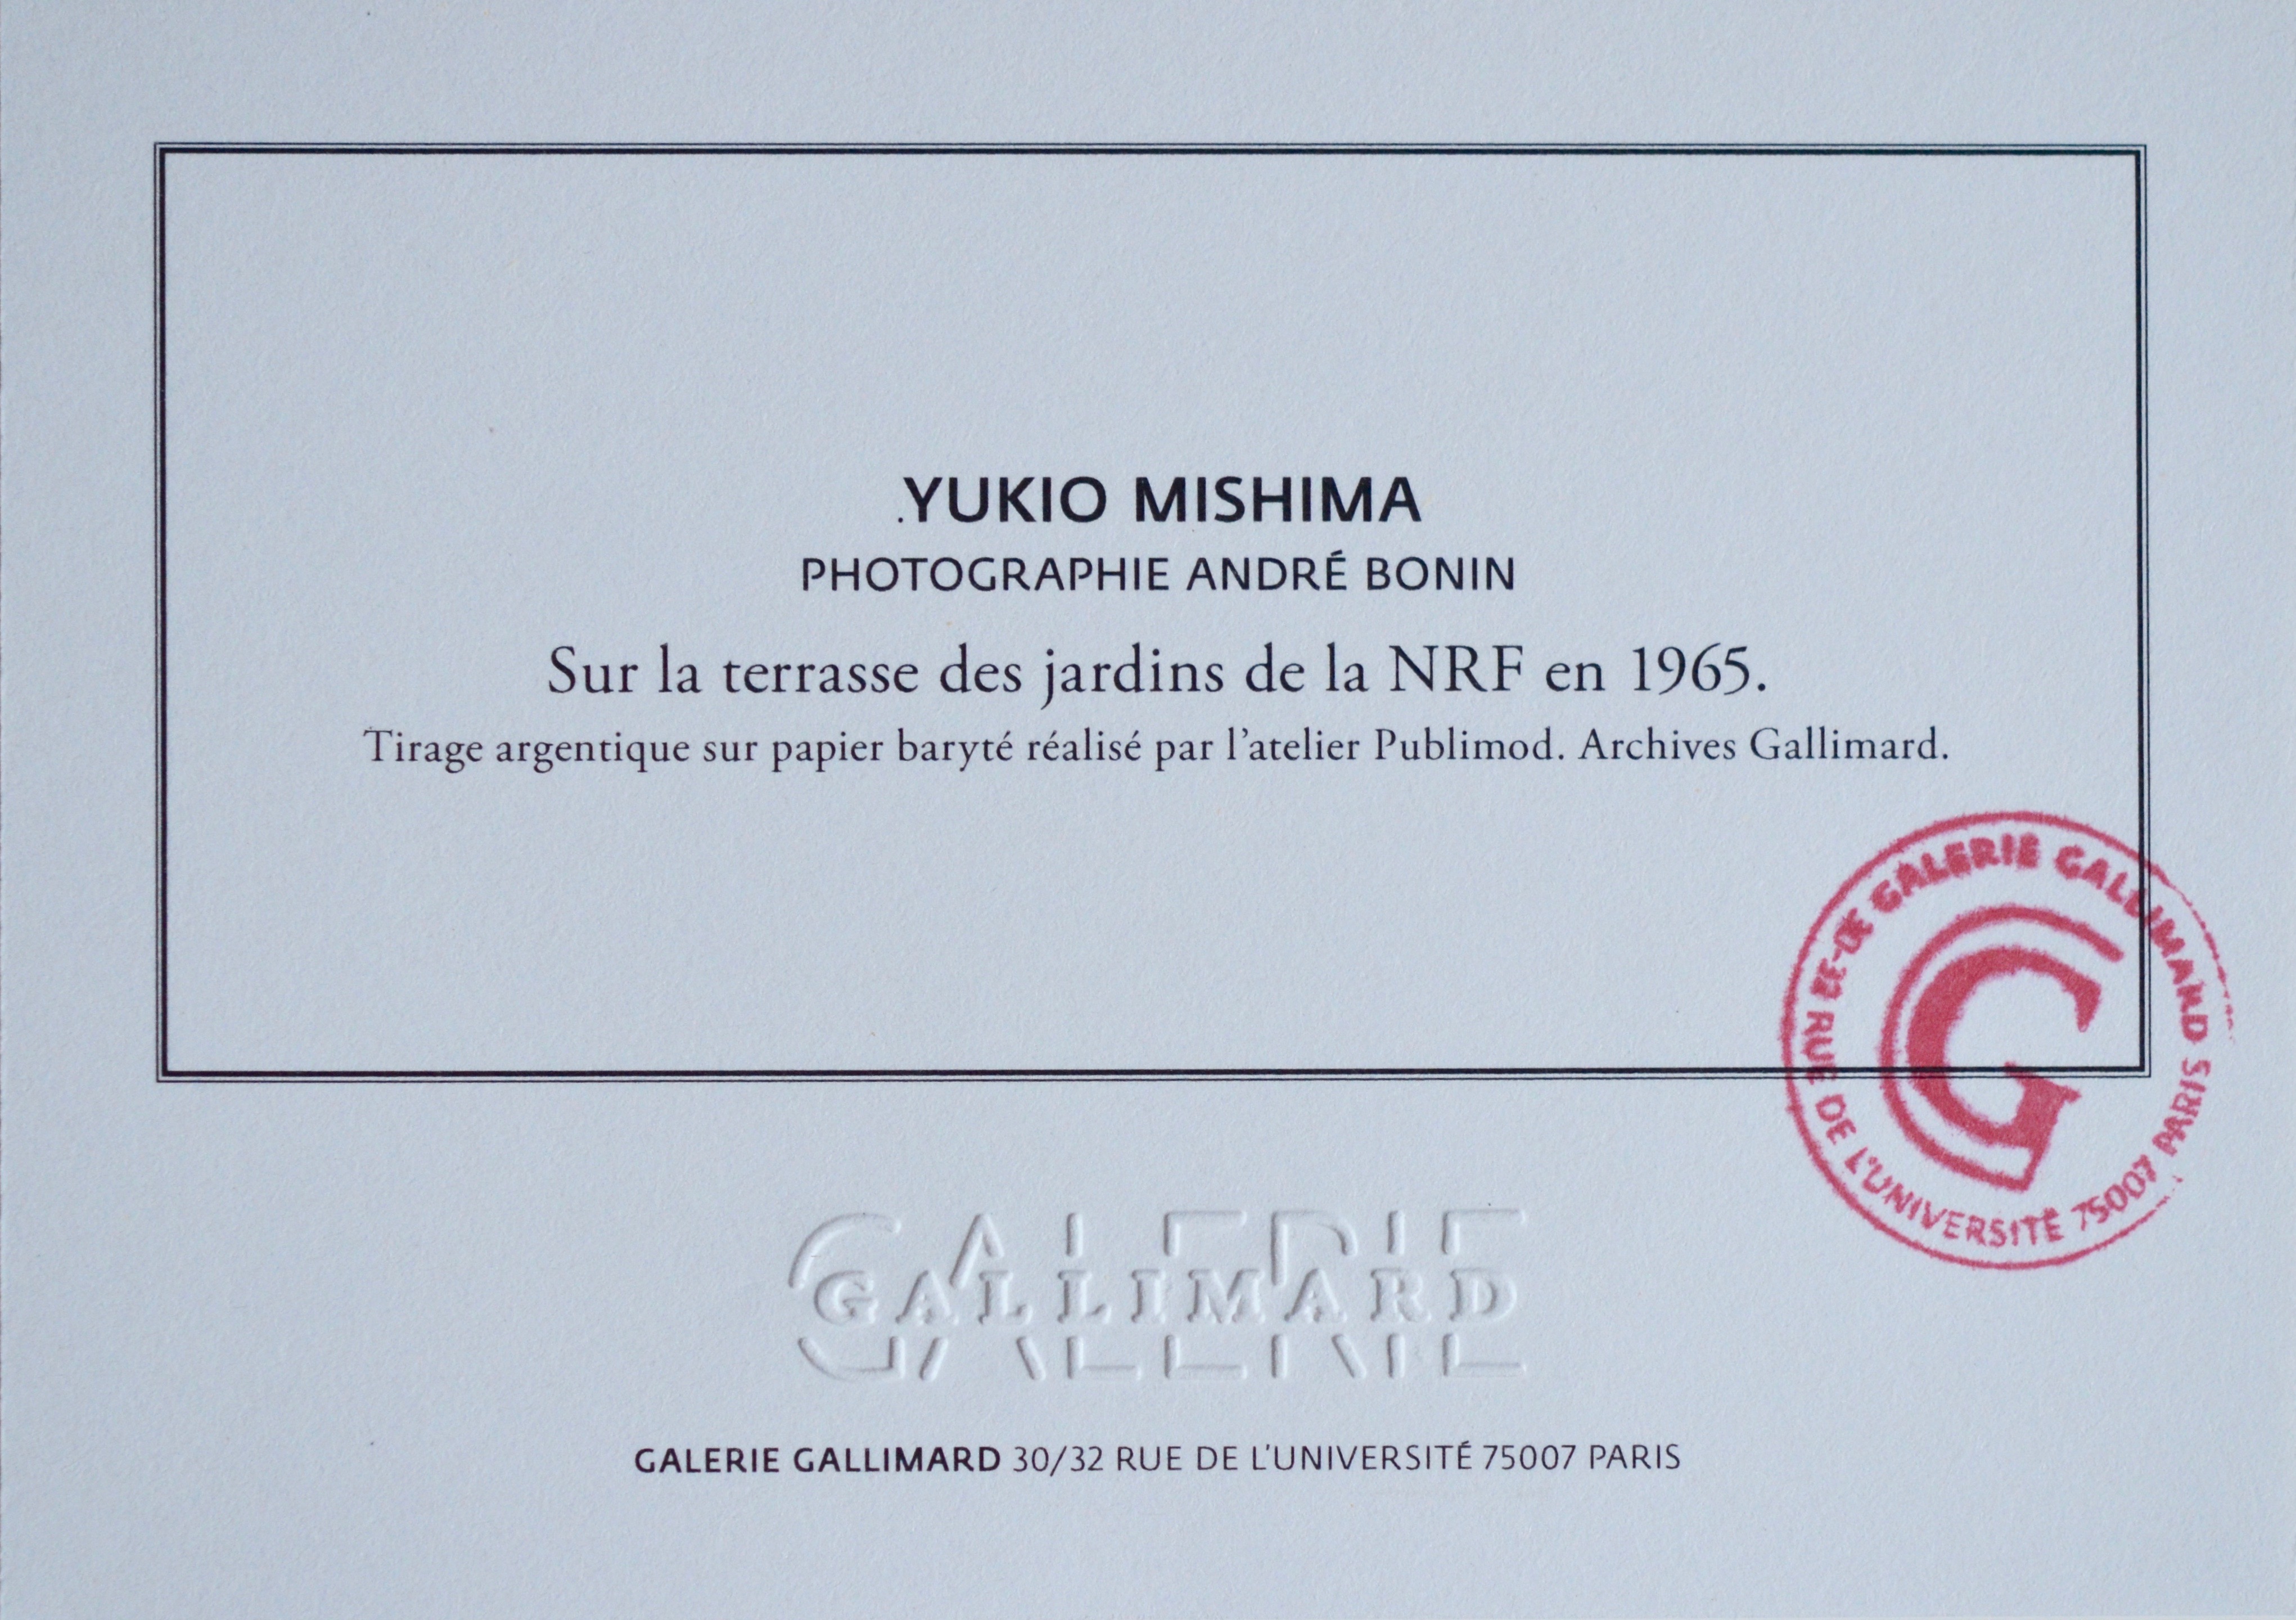 YUKIO MISHIMA
PHOTOGRAPHIE ANDRÉ BONIN
Sur la terrasse des jardins de la NRF en 1965.
Tirage argentique sur papier baryté réalisé par l'atelier Publimod. Archives Gallimard.
GALERIE GALLIMARD PARIS
RUE DE L'UNIVERSITÉ 75007
G
GALERIE
GALLIMARD
GALERIE GALLIMARD 30/32 RUE DE L'UNIVERSITÉ 75007 PARIS